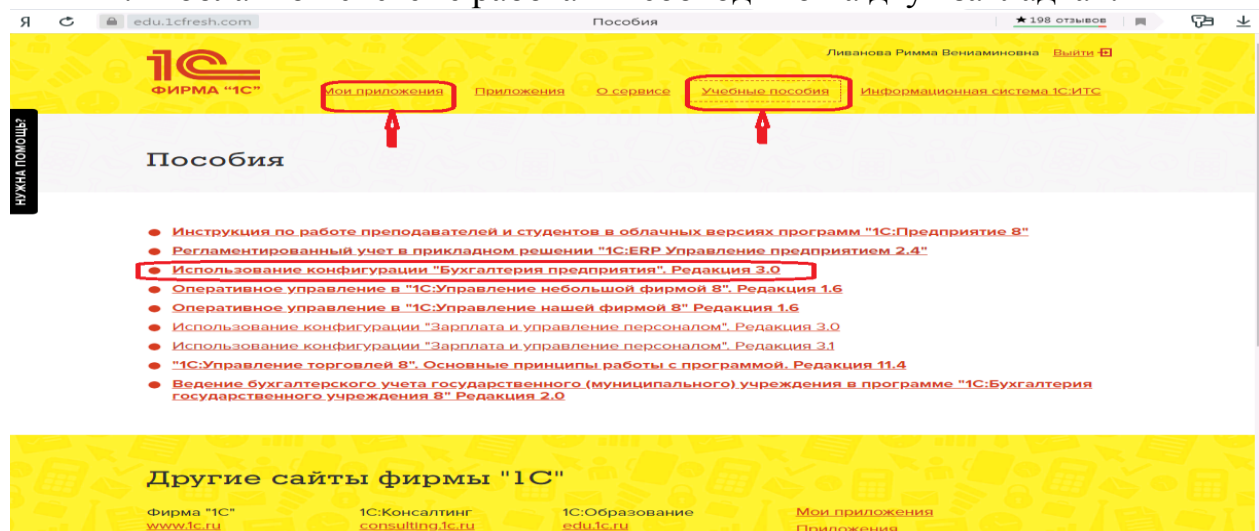 Я edu.1cfresh.com Пособия ★198 отзывов
Ливанова Римма Вениаминовна Выйти
1С
ФИРМА "1С"
Мои приложения Приложения О сервисе Учебные пособия Информационная система 1С:ИТС
НУЖНА ПОМОЩЬ?
Пособия
Инструкция по работе преподавателей и студентов в облачных версиях программ "1С:Предприятие 8"
Регламентированный учет в прикладном решении "1С:ERP Управление предприятием 2.4"
Использование конфигурации "Бухгалтерия предприятия". Редакция 3.0
Оперативное управление в "1С:Управление небольшой фирмой 8". Редакция 1.6
Оперативное управление в "1С:Управление нашей фирмой 8" Редакция 1.6
Использование конфигурации "Зарплата и управление персоналом". Редакция 3.0
Использование конфигурации "Зарплата и управление персоналом". Редакция 3.1
"1С:Управление торговлей 8". Основные принципы работы с программой. Редакция 11.4
Ведение бухгалтерского учета государственного (муниципального) учреждения в программе "1С:Бухгалтерия
государственного учреждения 8" Редакция 2.0
Другие сайты фирмы "1С"
Фирма "1С" 1С:Консалтинг 1С:Образование Мои приложения
www.1c.ru consulting.1c.ru edu.1c.ru Приложения